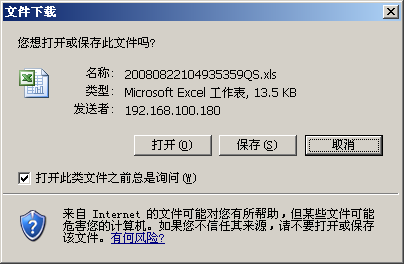 文件下载
您想打开或保存此文件吗?
名称: 20080822104935359QS.xls
类型: Microsoft Excel 工作表, 13.5 KB
发送者: 192.168.100.180
打开(O) 保存(S) 取消
打开此类文件之前总是询问(W)
来自 Internet 的文件可能对您有所帮助，但某些文件可能
危害您的计算机。如果您不信任其来源，请不要打开或保存
该文件。有何风险?